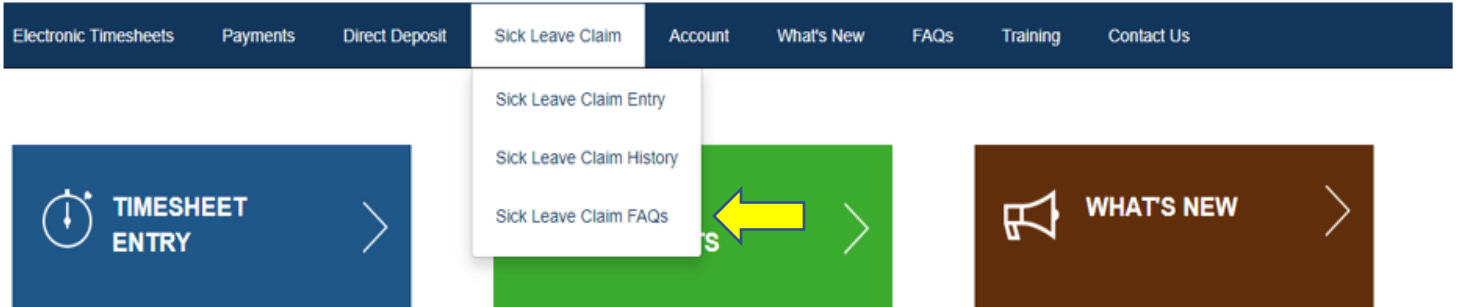 Electronic Timesheets Payments Direct Deposit Sick Leave Claim Account What's New FAQs Training Contact Us
Sick Leave Claim Entry
Sick Leave Claim History
Sick Leave Claim FAQs
TIMESHEET
ENTRY
WHAT'S NEW